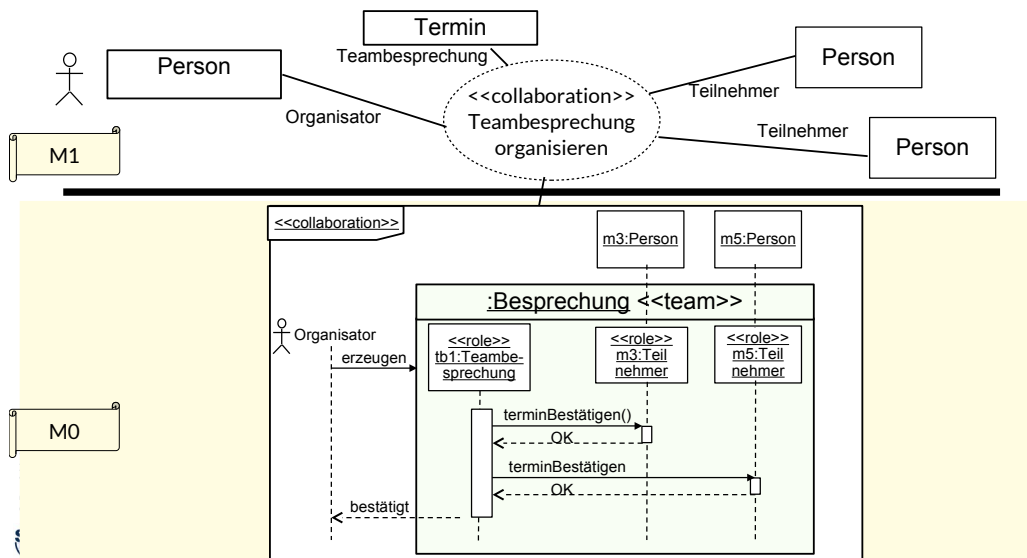 Termin
Teambesprechung
Person
Person
Teilnehmer
<<collaboration>>
Teambesprechung
organisieren
Organisator
Teilnehmer
Person
M1
<<collaboration>>
m3:Person
m5:Person
:Besprechung <<team>>
Organisator
erzeugen
<<role>>
tb1:Teambe-
sprechung
<<role>>
m3:Teil
nehmer
<<role>>
m5:Teil
nehmer
M0
terminBestätigen()
OK
terminBestätigen
OK
bestätigt